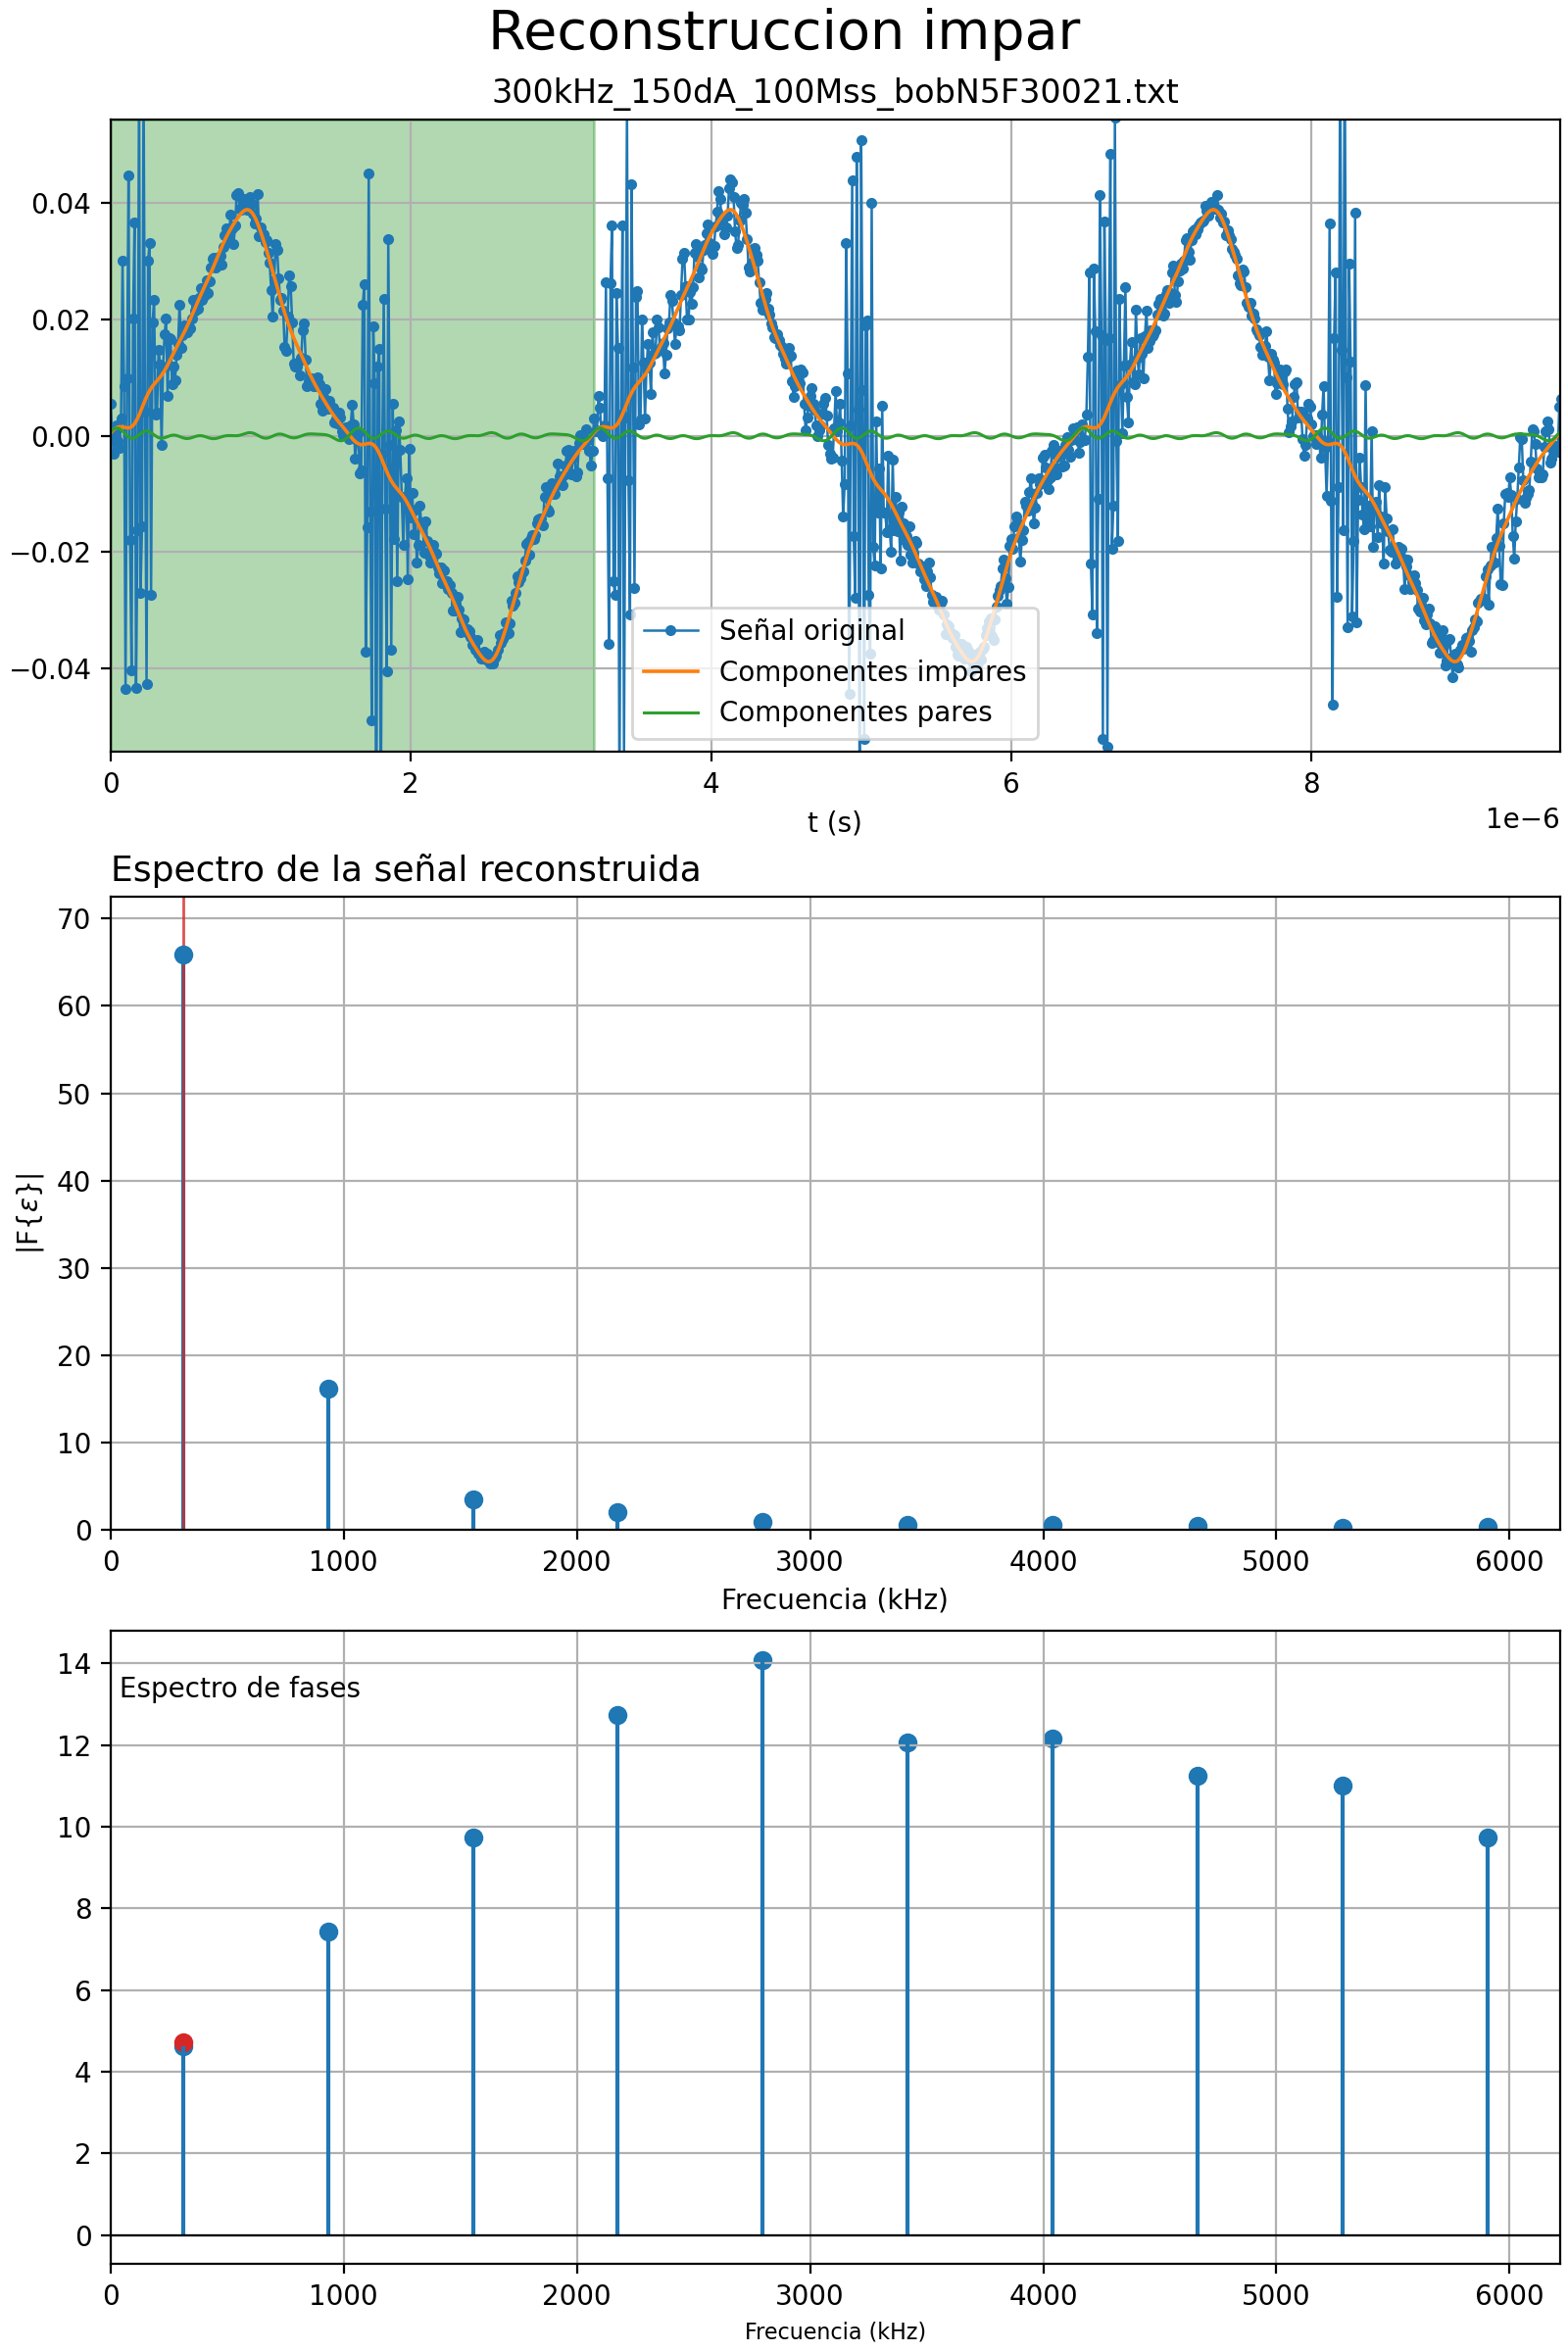 Reconstruccion impar
300kHz_150dA_100Mss_bobN5F30021.txt
0.04
0.02
0.00
−0.02
−0.04
Señal original
Componentes impares
Componentes pares
0 2 4 6 8
t (s)
1e−6
Espectro de la señal reconstruida
70
60
50
40
30
20
10
0
|F{ε}|
0 1000 2000 3000 4000 5000 6000
Frecuencia (kHz)
14
12
10
8
6
4
2
0
Espectro de fases
0 1000 2000 3000 4000 5000 6000
Frecuencia (kHz)